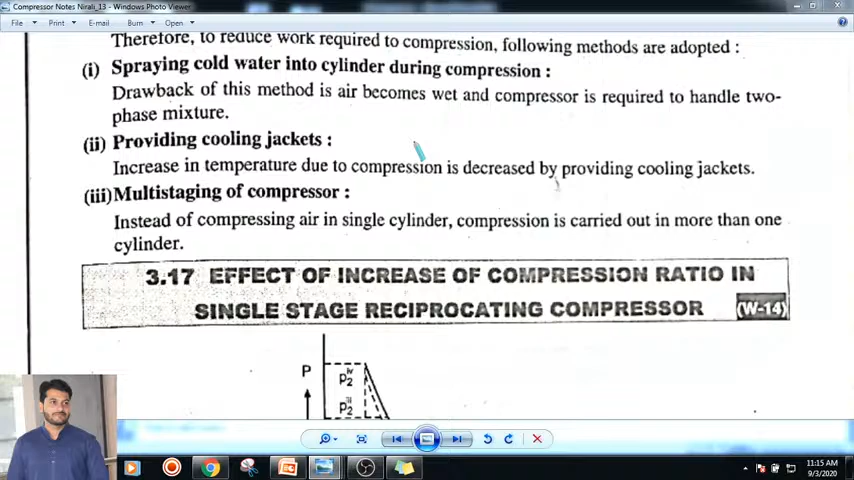 Compressor Notes Nirali_13 - Windows Photo Viewer
File Print E-mail Burn Open
Therefore, to reduce work required to compression, following methods are adopted :
(i) Spraying cold water into cylinder during compression :
Drawback of this method is air becomes wet and compressor is required to handle two-
phase mixture.
(ii) Providing cooling jackets :
Increase in temperature due to compression is decreased by providing cooling jackets.
(iii) Multistaging of compressor :
Instead of compressing air in single cylinder, compression is carried out in more than one
cylinder.
3.17 EFFECT OF INCREASE OF COMPRESSION RATIO IN
SINGLE STAGE RECIPROCATING COMPRESSOR (W-14)
P
p₂ⁱᵛ
11:15 AM
9/3/2020